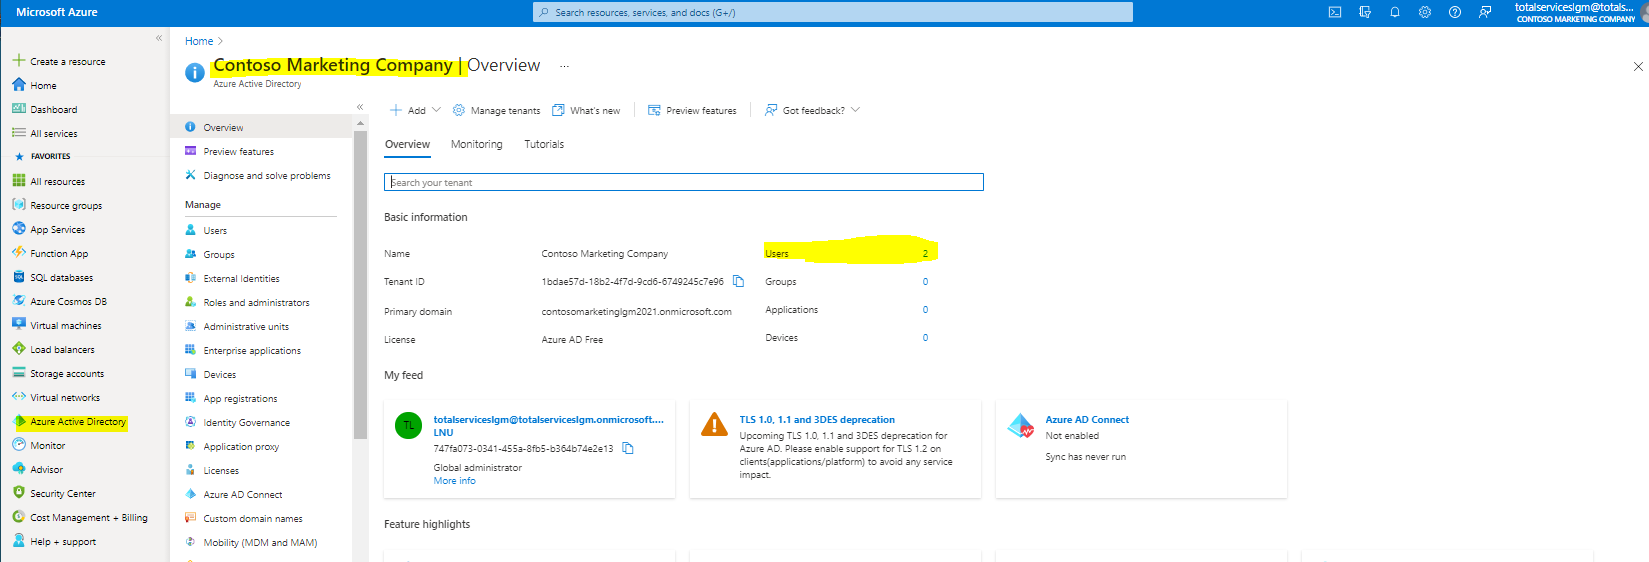 Microsoft Azure
Search resources, services, and docs (G+/)
totalserviceslgm@totals...
CONTOSO MARKETING COMPANY
«
Create a resource
Home
Dashboard
All services
FAVORITES
All resources
Resource groups
App Services
Function App
SQL databases
Azure Cosmos DB
Virtual machines
Load balancers
Storage accounts
Virtual networks
Azure Active Directory
Monitor
Advisor
Security Center
Cost Management + Billing
Help + support
Home >
Contoso Marketing Company | Overview ...
Azure Active Directory
«
Overview
Preview features
Diagnose and solve problems
Manage
Users
Groups
External Identities
Roles and administrators
Administrative units
Enterprise applications
Devices
App registrations
Identity Governance
Application proxy
Licenses
Azure AD Connect
Custom domain names
Mobility (MDM and MAM)
Add Manage tenants What's new Preview features Got feedback?
Overview Monitoring Tutorials
Search your tenant
Basic information
Name Contoso Marketing Company Users 2
Tenant ID 1bdae57d-18b2-4f7d-9cd6-6749245c7e96 Groups 0
Primary domain contosomarketinglgm2021.onmicrosoft.com Applications 0
License Azure AD Free Devices 0
My feed
TL
totalserviceslgm@totalserviceslgm.onmicrosoft....
LNU
747fa073-0341-455a-8fb5-b364b74e2e13
Global administrator
More info
TLS 1.0, 1.1 and 3DES deprecation
Upcoming TLS 1.0, 1.1 and 3DES deprecation for
Azure AD. Please enable support for TLS 1.2 on
clients(applications/platform) to avoid any service
impact.
Azure AD Connect
Not enabled
Sync has never run
Feature highlights